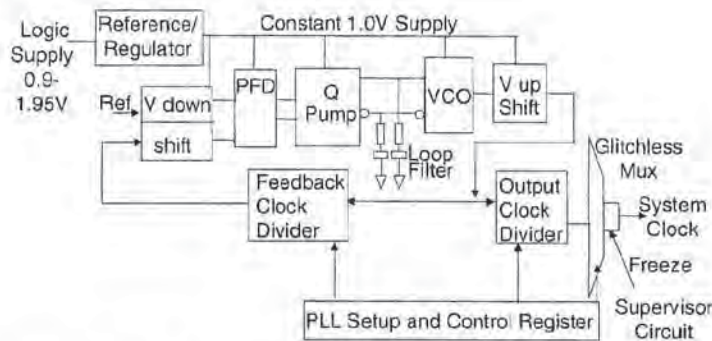 Logic
Supply
0.9-
1.95V
Reference/
Regulator
Constant 1.0V Supply
Ref
V down
shift
PFD
Q
Pump
VCO
V up
Shift
Loop
Filter
Glitchless
Mux
Feedback
Clock
Divider
Output
Clock
Divider
System
Clock
Freeze
Supervisor
Circuit
PLL Setup and Control Register